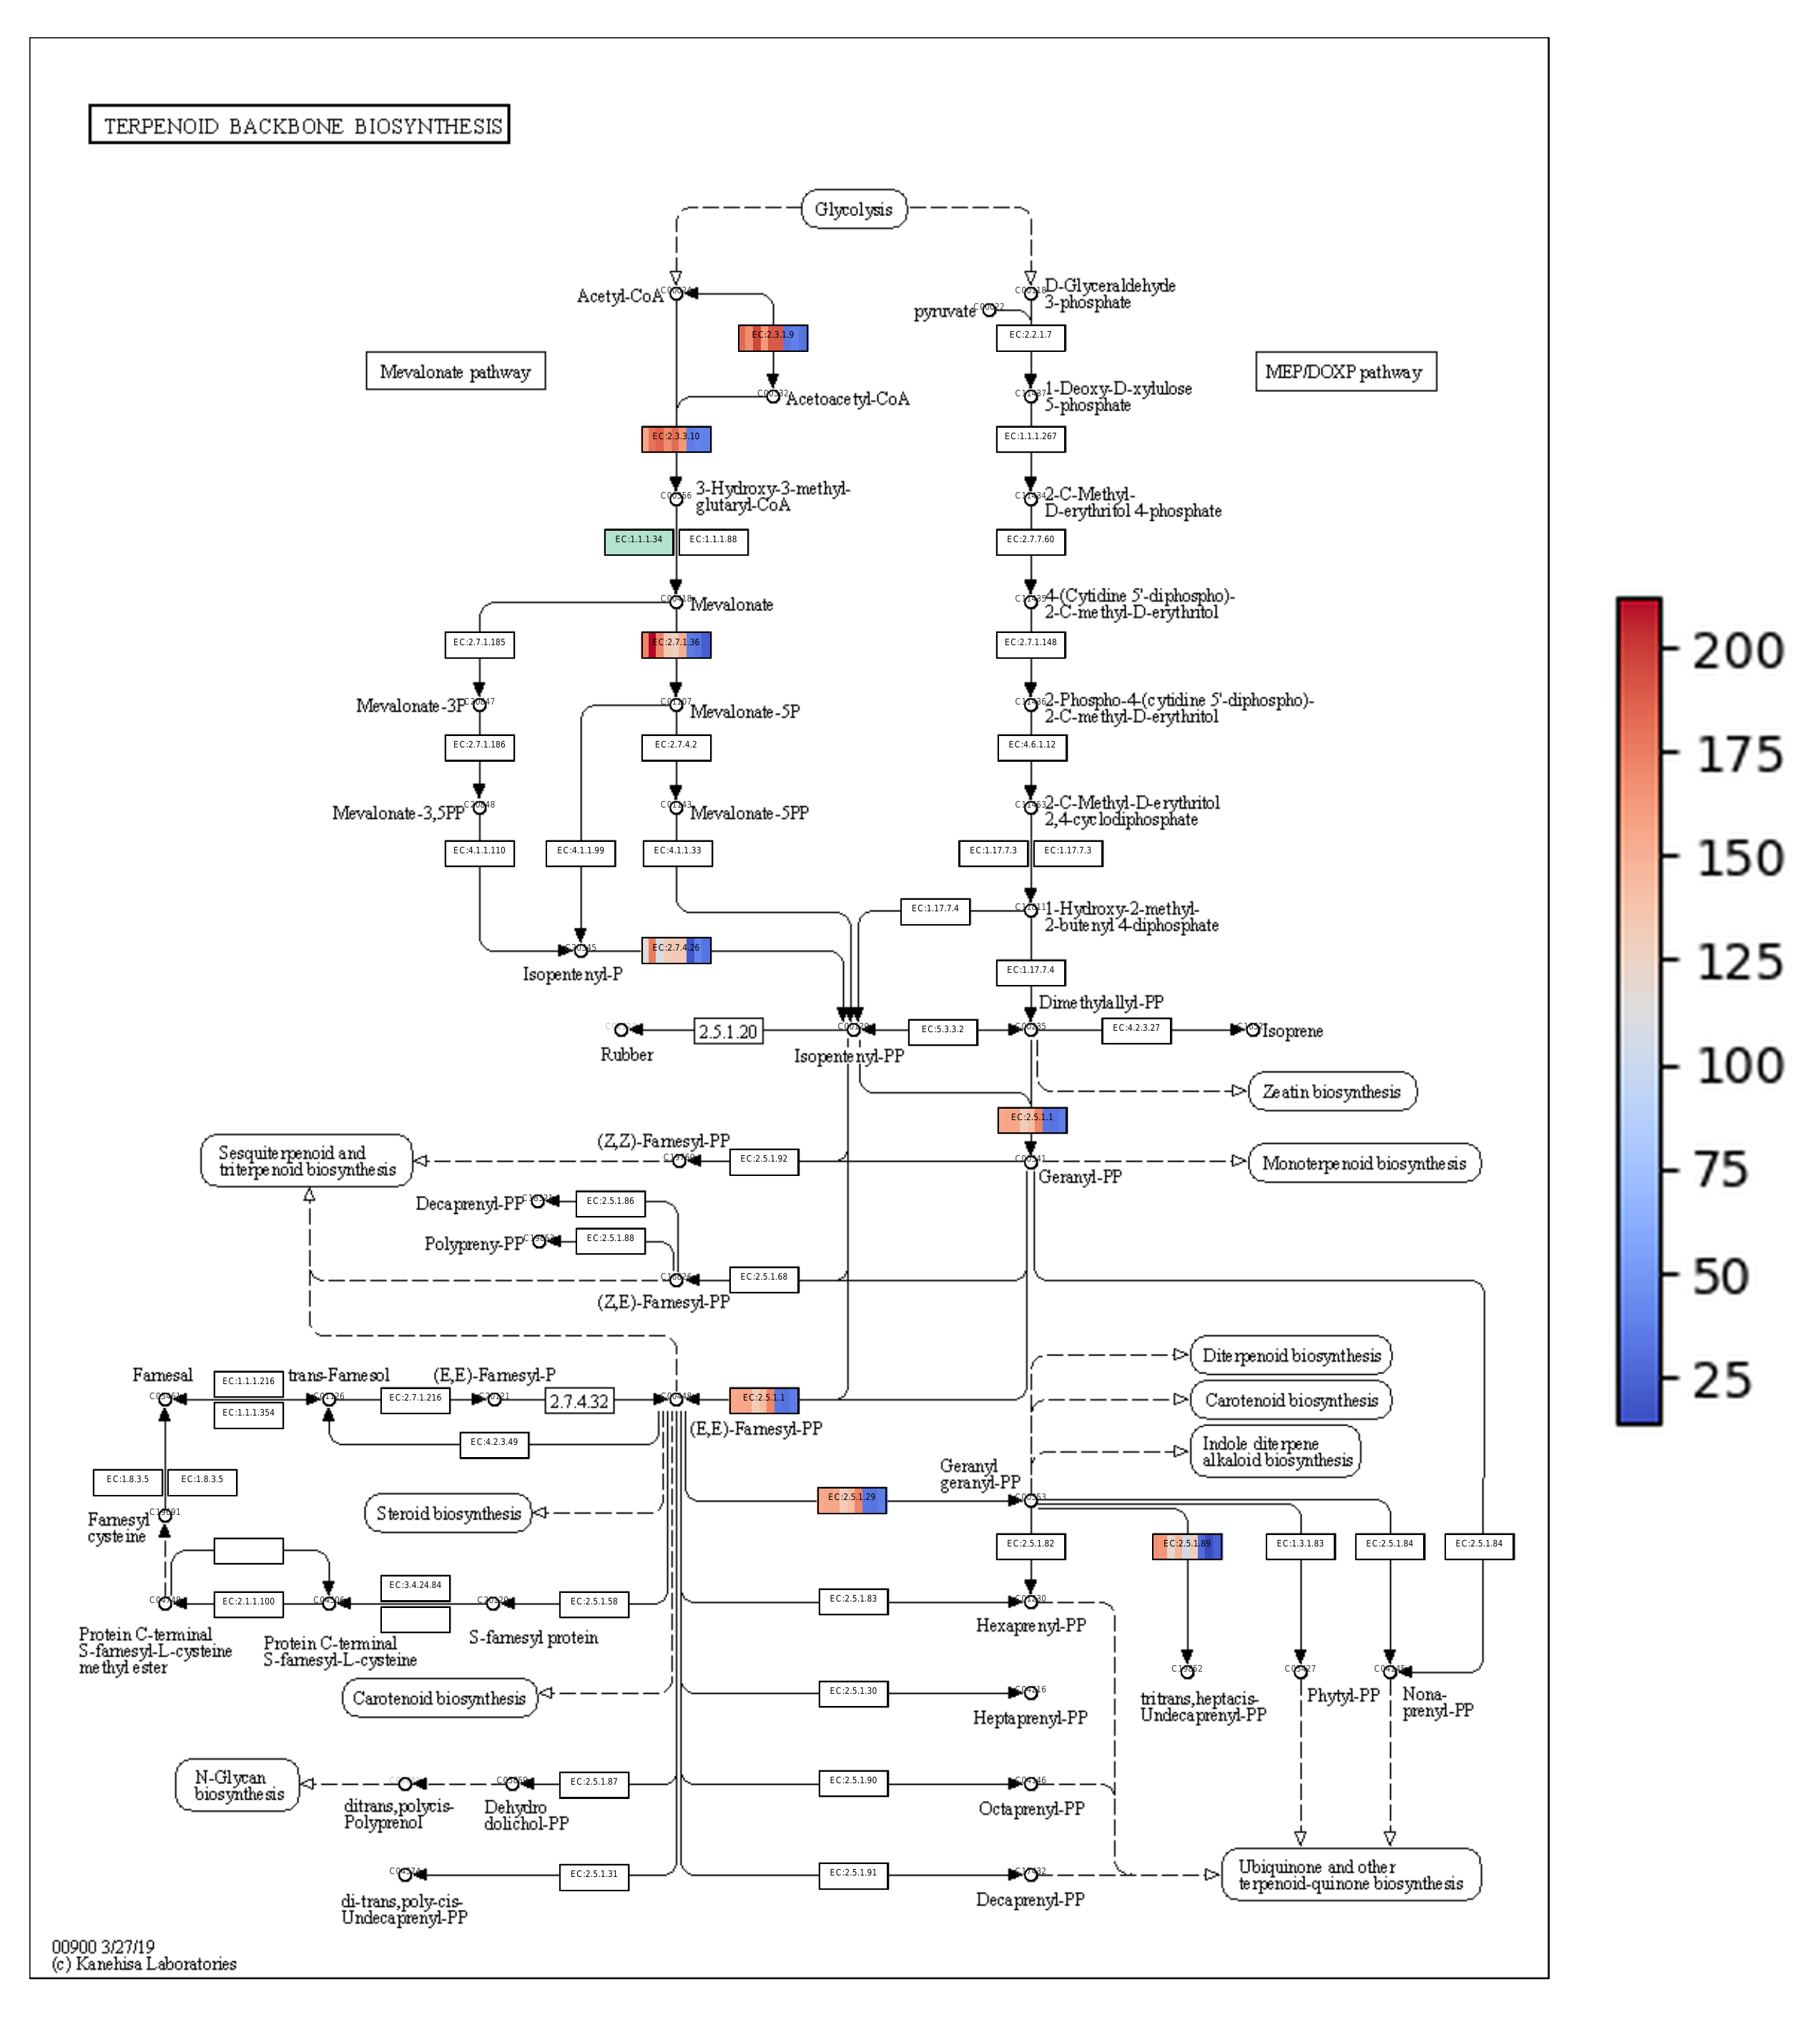 TERPENOID BACKBONE BIOSYNTHESIS
Glycolysis
Acetyl-CoA
D-Glyceraldehyde
3-phosphate
pyruvate
EC:2.3.1.9
EC:2.2.1.7
Mevalonate pathway
MEP/DOXP pathway
Acetoacetyl-CoA
1-Deoxy-D-xylulose
5-phosphate
EC:2.3.3.10
EC:1.1.1.267
3-Hydroxy-3-methyl-
glutaryl-CoA
2-C-Methyl-
D-erythritol 4-phosphate
EC:1.1.1.34
EC:1.1.1.88
EC:2.7.7.60
Mevalonate
4-(Cytidine 5'-diphospho)-
2-C-methyl-D-erythritol
EC:2.7.1.185
EC:2.7.1.36
EC:2.7.1.148
Mevalonate-3P
Mevalonate-5P
2-Phospho-4-(cytidine 5'-diphospho)-
2-C-methyl-D-erythritol
EC:2.7.1.186
EC:2.7.4.2
EC:4.6.1.12
Mevalonate-3,5PP
Mevalonate-5PP
2-C-Methyl-D-erythritol
2,4-cyclodiphosphate
EC:4.1.1.110
EC:4.1.1.99
EC:4.1.1.33
EC:1.17.7.3
EC:1.17.7.3
EC:1.17.7.4
1-Hydroxy-2-methyl-
2-butenyl 4-diphosphate
EC:2.7.4.26
Isopentenyl-P
EC:1.17.7.4
Dimethylallyl-PP
2.5.1.20
EC:5.3.3.2
EC:4.2.3.27
Isoprene
Rubber
Isopentenyl-PP
Zeatin biosynthesis
EC:2.5.1.1
(Z,Z)-Farnesyl-PP
Sesquiterpenoid and
triterpenoid biosynthesis
EC:2.5.1.92
Monoterpenoid biosynthesis
Geranyl-PP
Decaprenyl-PP
EC:2.5.1.86
Polypreny-PP
EC:2.5.1.88
EC:2.5.1.68
(Z,E)-Farnesyl-PP
Diterpenoid biosynthesis
Farnesal
EC:1.1.1.216
trans-Farnesol
(E,E)-Farnesyl-P
EC:2.7.1.216
2.7.4.32
EC:2.5.1.1
Carotenoid biosynthesis
EC:1.1.1.354
(E,E)-Farnesyl-PP
EC:4.2.3.49
Indole diterpene
alkaloid biosynthesis
EC:1.8.3.5
EC:1.8.3.5
Geranyl
geranyl-PP
EC:2.5.1.29
Steroid biosynthesis
Farnesyl
cysteine
EC:2.5.1.82
EC:2.5.1.89
EC:1.3.1.83
EC:2.5.1.84
EC:2.5.1.84
EC:3.4.24.84
EC:2.1.1.100
EC:2.5.1.58
EC:2.5.1.83
Hexaprenyl-PP
Protein C-terminal
S-farnesyl-L-cysteine
methyl ester
Protein C-terminal
S-farnesyl-L-cysteine
S-farnesyl protein
Carotenoid biosynthesis
EC:2.5.1.30
Heptaprenyl-PP
tritrans,heptacis-
Undecaprenyl-PP
Phytyl-PP
Nona-
prenyl-PP
N-Glycan
biosynthesis
EC:2.5.1.87
EC:2.5.1.90
ditrans,polycis-
Polyprenol
Dehydro
dolichol-PP
Octaprenyl-PP
EC:2.5.1.31
EC:2.5.1.91
Ubiquinone and other
terpenoid-quinone biosynthesis
di-trans,poly-cis-
Undecaprenyl-PP
Decaprenyl-PP
00900 3/27/19
(c) Kanehisa Laboratories
200
175
150
125
100
75
50
25